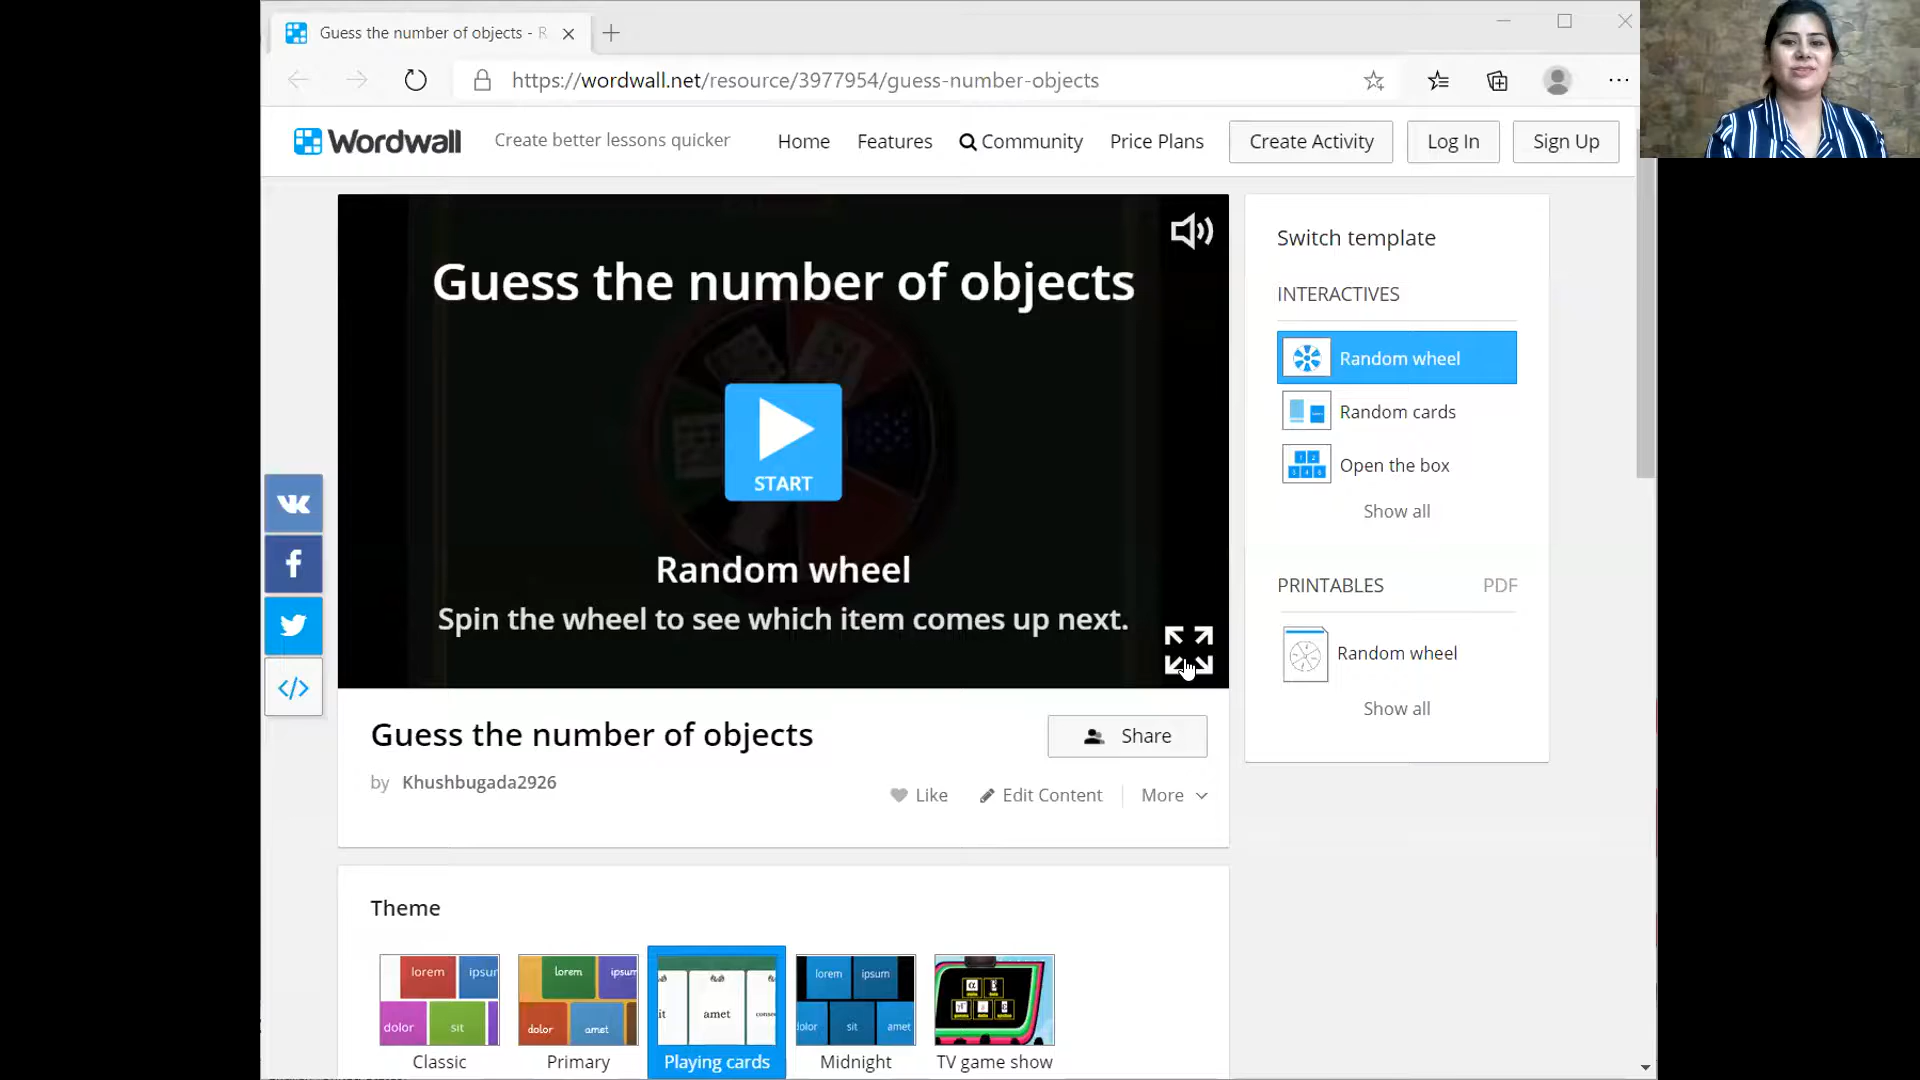 Guess the number of objects - R
https://wordwall.net/resource/3977954/guess-number-objects
Wordwall
Create better lessons quicker
Home
Features
Community
Price Plans
Create Activity
Log In
Sign Up
Guess the number of objects
START
Random wheel
Spin the wheel to see which item comes up next.
Switch template
INTERACTIVES
Random wheel
Random cards
Open the box
Show all
PRINTABLES PDF
Random wheel
Show all
Guess the number of objects
Share
by Khushbugada2926
Like
Edit Content
More
Theme
lorem ipsum
dolor sit
Classic
lorem ipsum
dolor amet
Primary
it amet conse
Playing cards
lorem ipsum
dolor sit amet
Midnight
TV game show